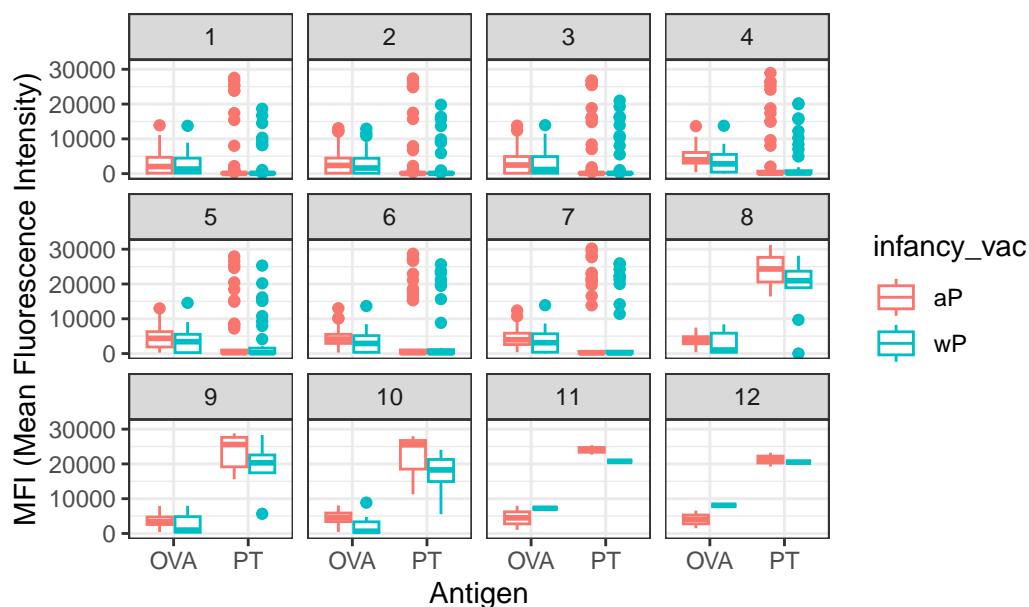 1 2 3 4
30000
20000
10000
0
5 6 7 8
30000
20000
10000
0
9 10 11 12
30000
20000
10000
0
OVA PT OVA PT OVA PT OVA PT
Antigen
MFI (Mean Fluorescence Intensity)
infancy_vac
aP
wP